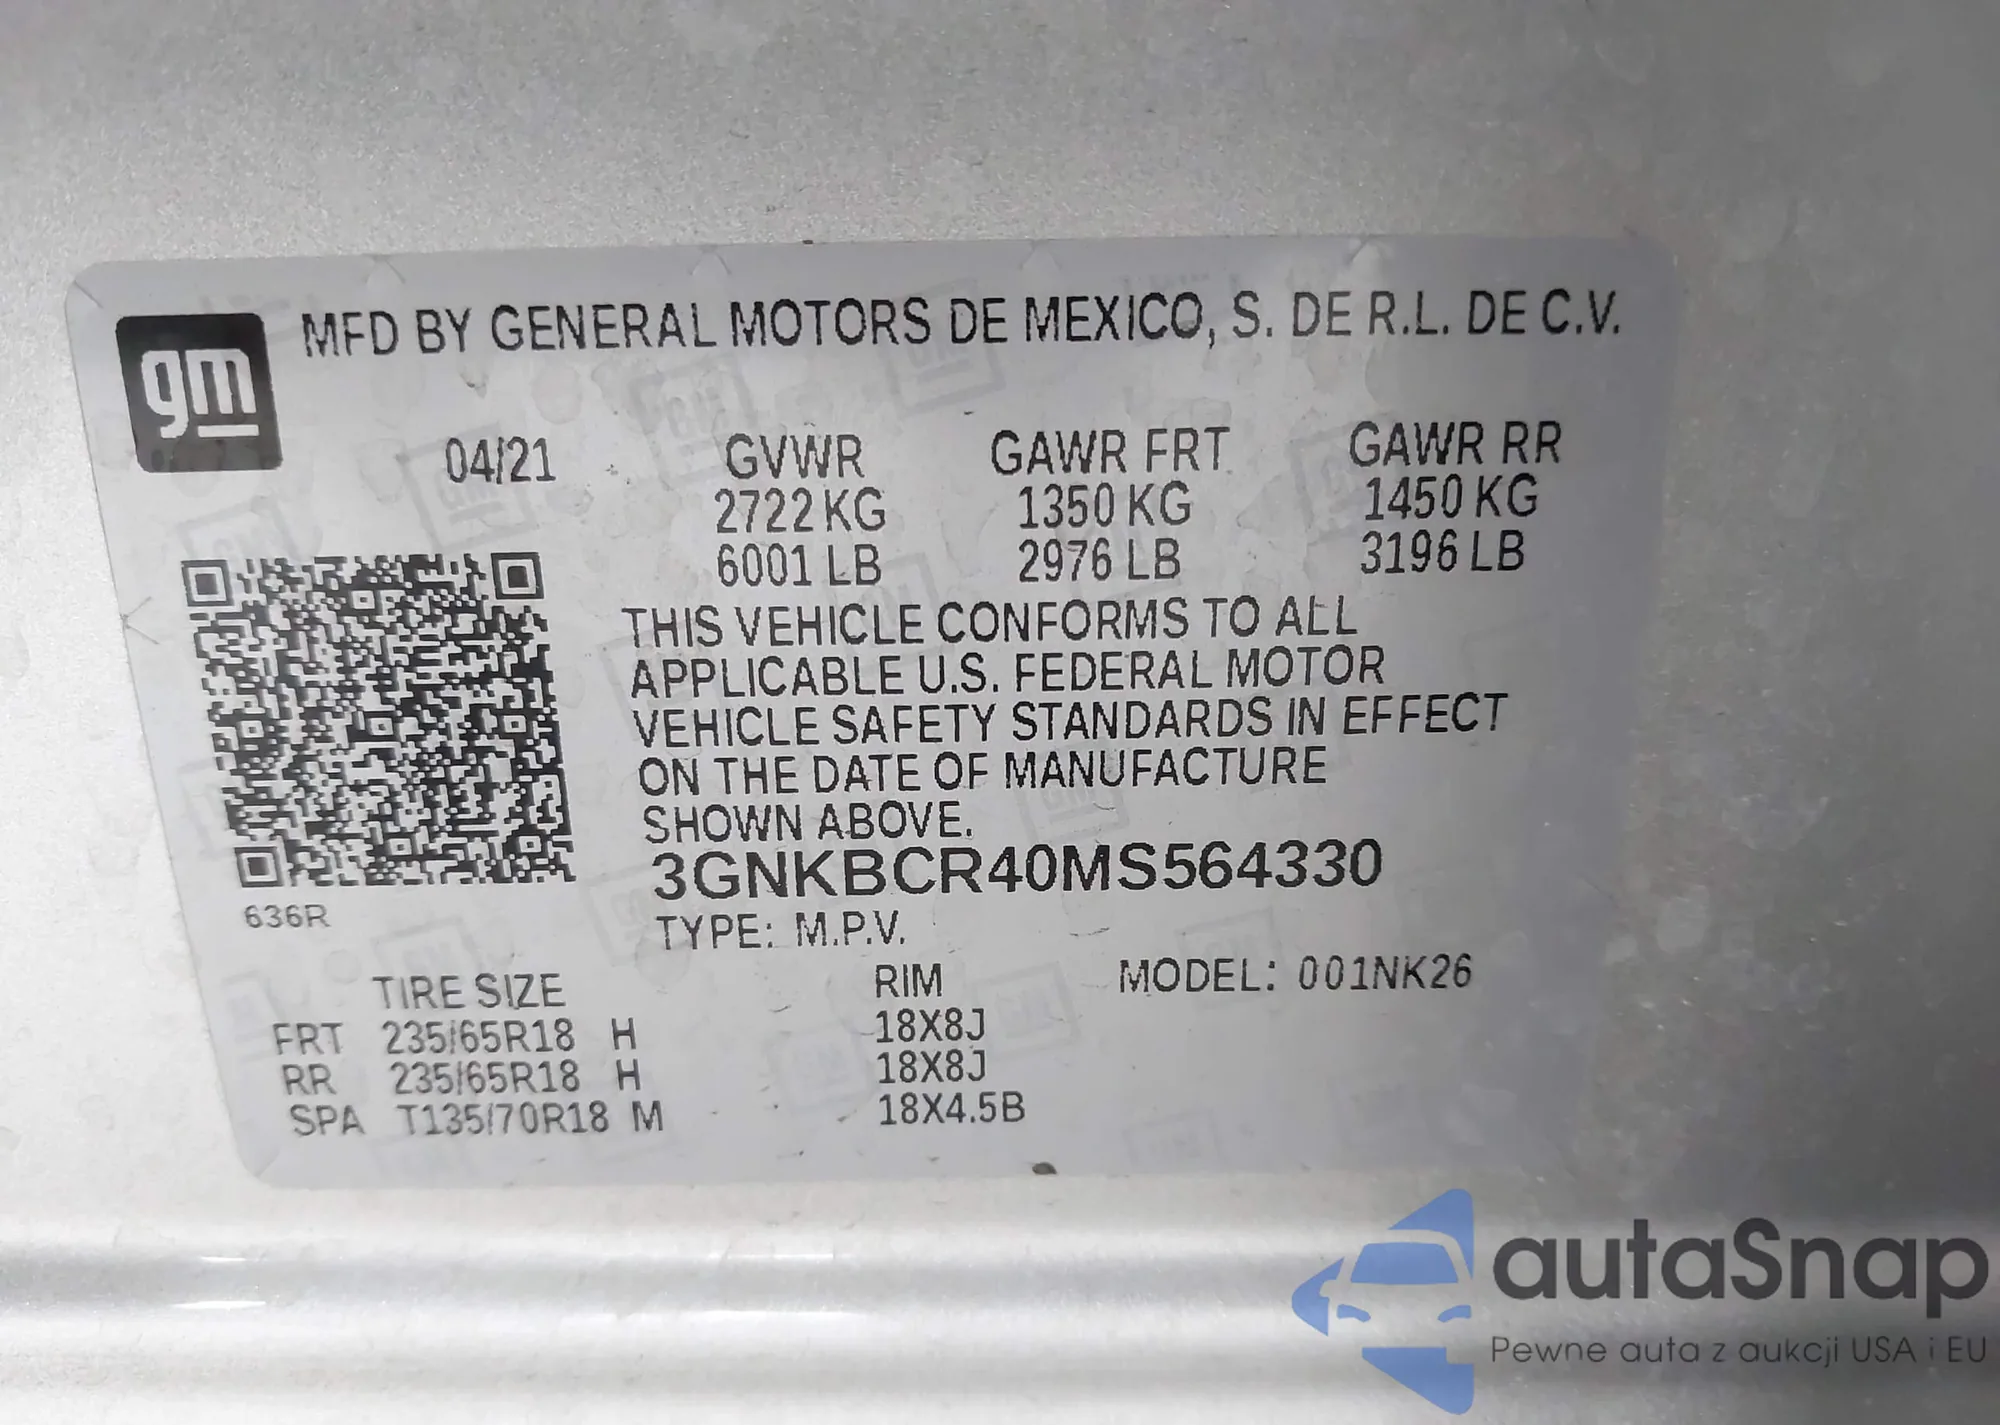 gm
MFD BY GENERAL MOTORS DE MEXICO, S. DE R.L. DE C.V.
04/21 GVWR GAWR FRT GAWR RR
2722 KG 1350 KG 1450 KG
6001 LB 2976 LB 3196 LB
THIS VEHICLE CONFORMS TO ALL
APPLICABLE U.S. FEDERAL MOTOR
VEHICLE SAFETY STANDARDS IN EFFECT
ON THE DATE OF MANUFACTURE
SHOWN ABOVE.
3GNKBCR40MS564330
636R
TYPE: M.P.V.
TIRE SIZE RIM MODEL: 001NK26
FRT 235/65R18 H 18X8J
RR 235/65R18 H 18X8J
SPA T135/70R18 M 18X4.5B
autaSnap
Pewne auta z aukcji USA i EU